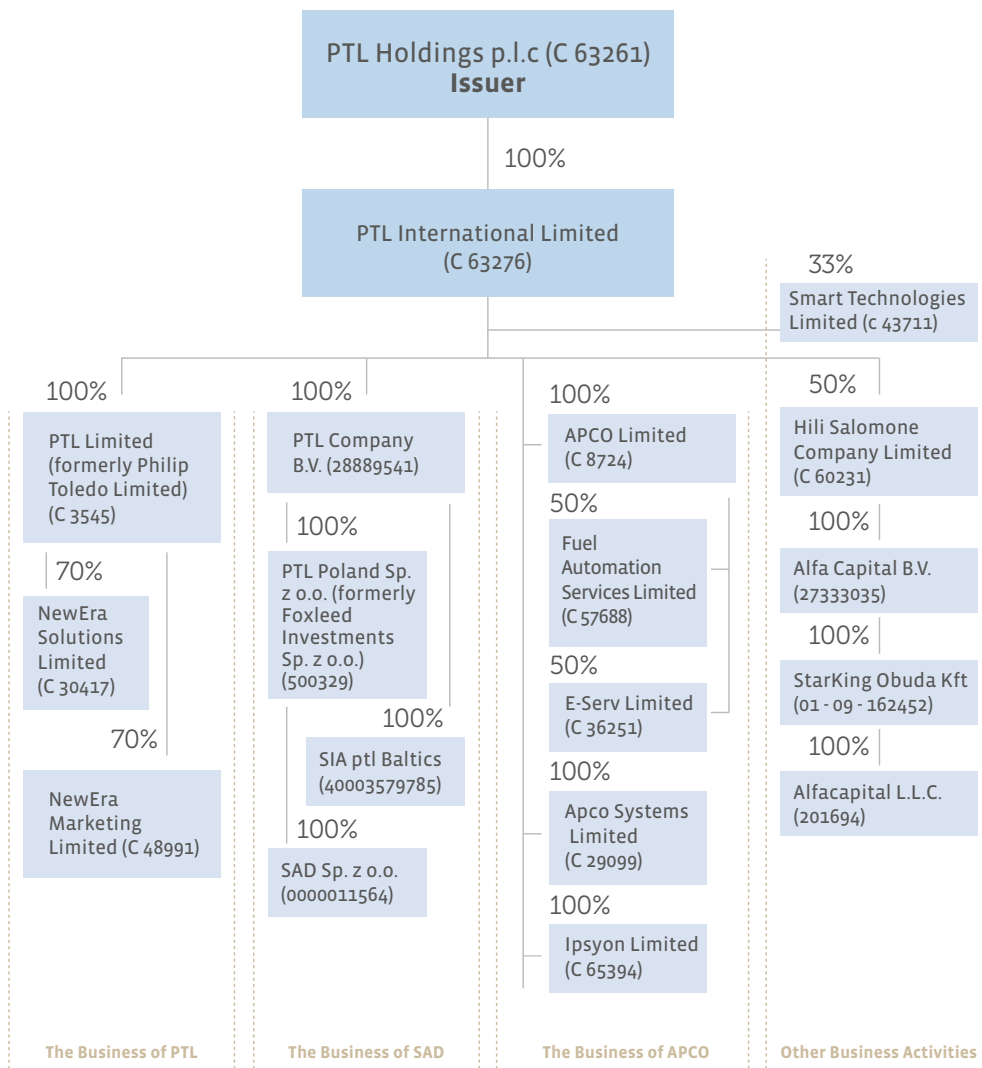 PTL Holdings p.l.c (C 63261)
Issuer
100%
PTL International Limited
(C 63276)
33%
Smart Technologies
Limited (c 43711)
100%
PTL Limited
(formerly Philip
Toledo Limited)
(C 3545)
70%
NewEra
Solutions
Limited
(C 30417)
70%
NewEra
Marketing
Limited (C 48991)
100%
PTL Company
B.V. (28889541)
100%
PTL Poland Sp.
z o.o. (formerly
Foxleed
Investments
Sp. z o.o.)
(500329)
100%
SIA ptl Baltics
(40003579785)
100%
SAD Sp. z o.o.
(0000011564)
100%
APCO Limited
(C 8724)
50%
Fuel
Automation
Services Limited
(C 57688)
50%
E-Serv Limited
(C 36251)
100%
Apco Systems
Limited
(C 29099)
100%
Ipsyon Limited
(C 65394)
50%
Hili Salomone
Company Limited
(C 60231)
100%
Alfa Capital B.V.
(27333035)
100%
StarKing Obuda Kft
(01 - 09 - 162452)
100%
Alfacapital L.L.C.
(201694)
The Business of PTL
The Business of SAD
The Business of APCO
Other Business Activities